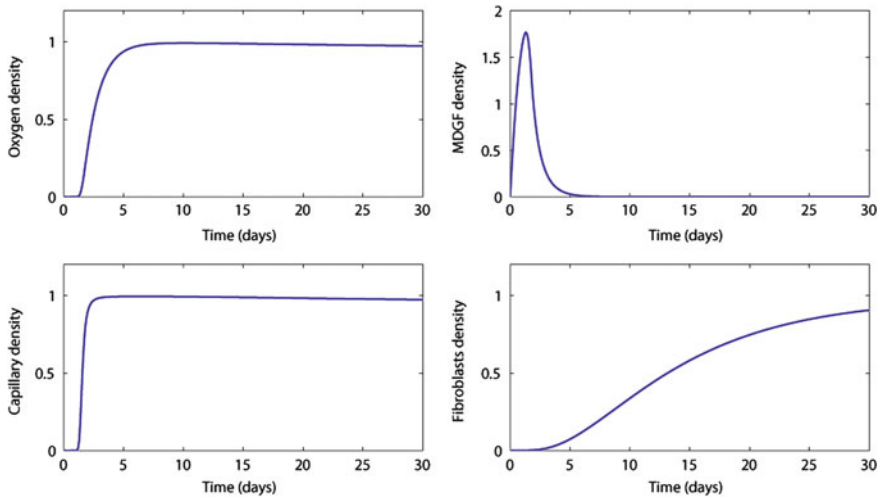 Oxygen density
1
0.5
0
0 5 10 15 20 25 30
Time (days)
MDGF density
2
1.5
1
0.5
0
0 5 10 15 20 25 30
Time (days)
Capillary density
1
0.5
0
0 5 10 15 20 25 30
Time (days)
Fibroblasts density
1
0.5
0
0 5 10 15 20 25 30
Time (days)